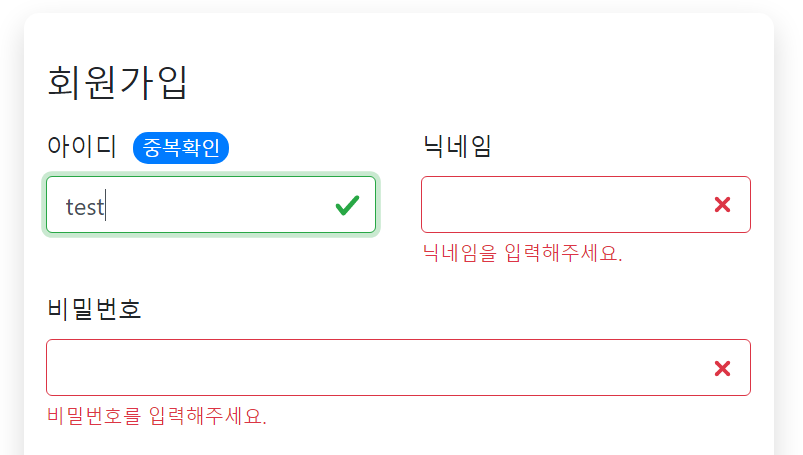 회원가입
아이디 중복확인
닉네임
test
닉네임을 입력해주세요.
비밀번호
비밀번호를 입력해주세요.